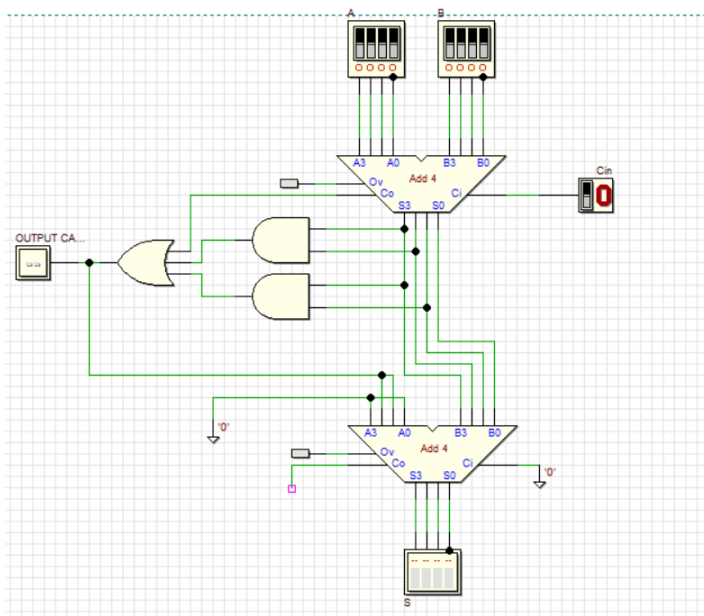 A B
A3 A0 B3 B0
Add 4
Cin
Ov
Co Ci
0
S3 S0
OUTPUT CA...
--
'0'
A3 A0 B3 B0
Add 4
Ov
Co Ci
'0'
S3 S0
-- -- -- --
S